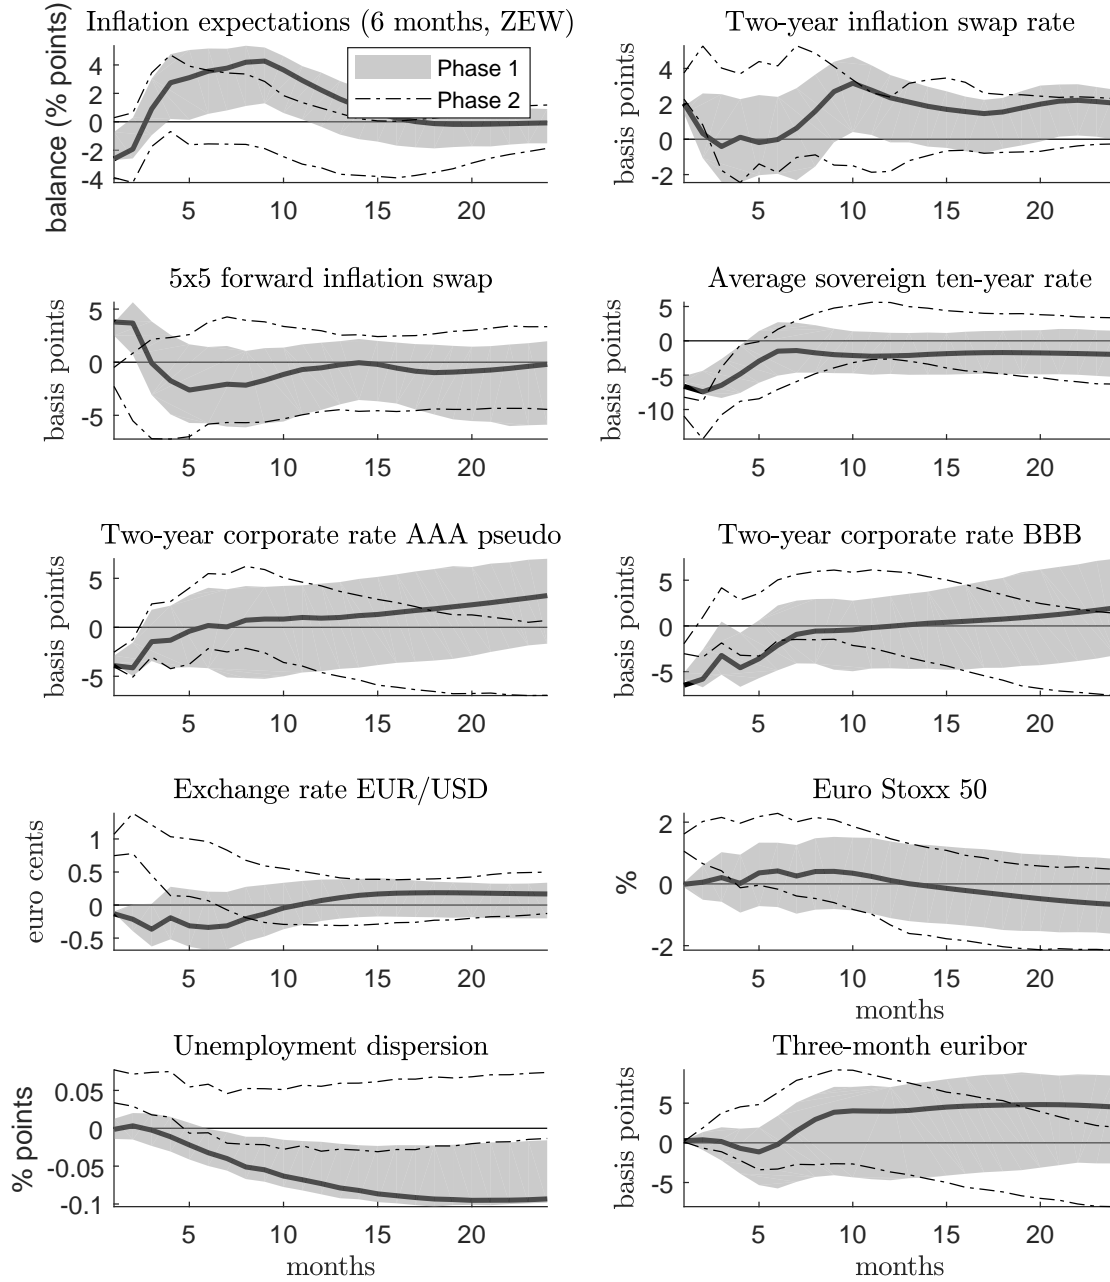 Inflation expectations (6 months, ZEW)
balance (% points)
4
2
0
-2
-4
Phase 1
Phase 2
5 10 15 20
Two-year inflation swap rate
basis points
4
2
0
-2
5 10 15 20
5x5 forward inflation swap
basis points
5
0
-5
5 10 15 20
Average sovereign ten-year rate
basis points
5
0
-5
-10
5 10 15 20
Two-year corporate rate AAA pseudo
basis points
5
0
-5
5 10 15 20
Two-year corporate rate BBB
basis points
5
0
-5
5 10 15 20
Exchange rate EUR/USD
euro cents
1
0.5
0
-0.5
5 10 15 20
Euro Stoxx 50
%
2
0
-2
5 10 15 20
months
Unemployment dispersion
% points
0.05
0
-0.05
-0.1
5 10 15 20
months
Three-month euribor
basis points
5
0
-5
5 10 15 20
months